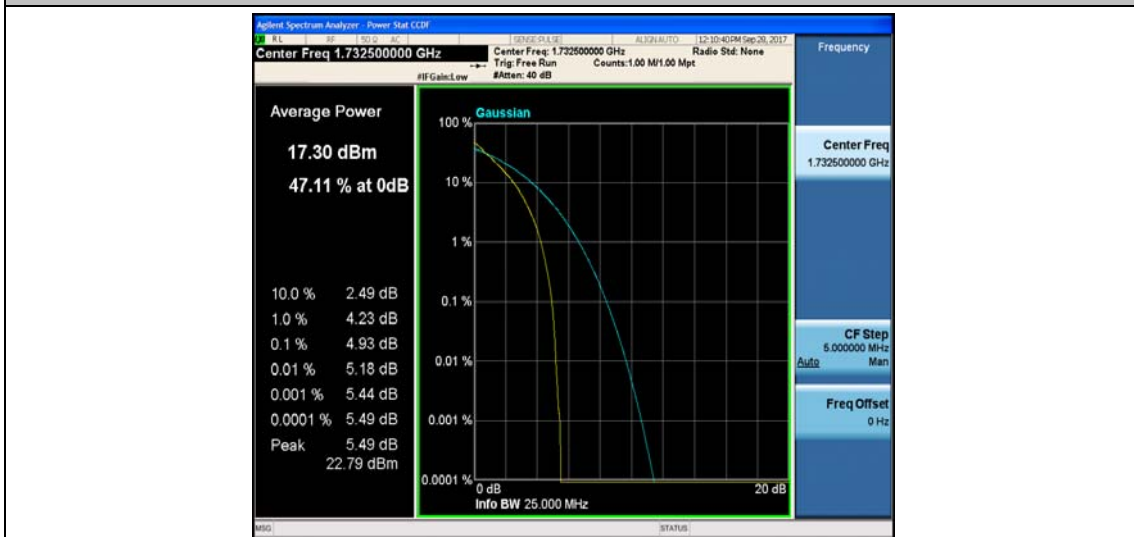 Agilent Spectrum Analyzer - Power Stat CCDF
RL RF 50 Ω AC SENSE:PULSE ALIGN AUTO 12:10:40 PM Sep 20, 2017
Center Freq 1.732500000 GHz
Center Freq: 1.732500000 GHz Radio Std: None
Trig: Free Run Counts:1.00 M/1.00 Mpt
#IFGain:Low #Atten: 40 dB
Frequency
Average Power
17.30 dBm
47.11 % at 0dB
10.0 % 2.49 dB
1.0 % 4.23 dB
0.1 % 4.93 dB
0.01 % 5.18 dB
0.001 % 5.44 dB
0.0001 % 5.49 dB
Peak 5.49 dB
22.79 dBm
Gaussian
100 %
10 %
1 %
0.1 %
0.01 %
0.001 %
0.0001 %
0 dB 20 dB
Info BW 25.000 MHz
Center Freq
1.732500000 GHz
CF Step
5.000000 MHz
Auto Man
Freq Offset
0 Hz
MSG STATUS